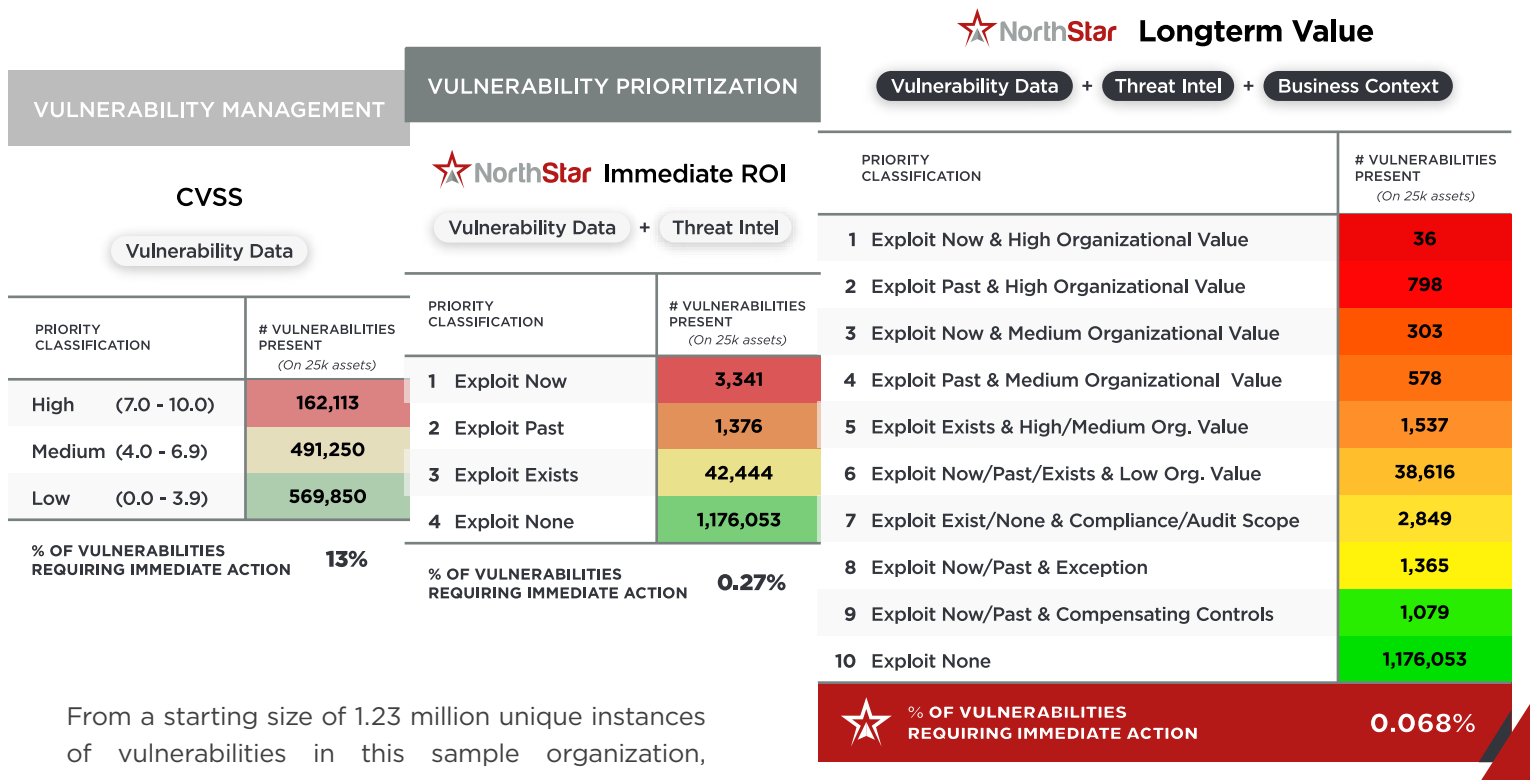 VULNERABILITY MANAGEMENT
CVSS
Vulnerability Data
PRIORITY
CLASSIFICATION
# VULNERABILITIES
PRESENT
(On 25k assets)
High (7.0 - 10.0) 162,113
Medium (4.0 - 6.9) 491,250
Low (0.0 - 3.9) 569,850
% OF VULNERABILITIES
REQUIRING IMMEDIATE ACTION 13%
VULNERABILITY PRIORITIZATION
NorthStar Immediate ROI
Vulnerability Data + Threat Intel
PRIORITY
CLASSIFICATION
# VULNERABILITIES
PRESENT
(On 25k assets)
1 Exploit Now 3,341
2 Exploit Past 1,376
3 Exploit Exists 42,444
4 Exploit None 1,176,053
% OF VULNERABILITIES
REQUIRING IMMEDIATE ACTION 0.27%
NorthStar Longterm Value
Vulnerability Data + Threat Intel + Business Context
PRIORITY
CLASSIFICATION
# VULNERABILITIES
PRESENT
(On 25k assets)
1 Exploit Now & High Organizational Value 36
2 Exploit Past & High Organizational Value 798
3 Exploit Now & Medium Organizational Value 303
4 Exploit Past & Medium Organizational Value 578
5 Exploit Exists & High/Medium Org. Value 1,537
6 Exploit Now/Past/Exists & Low Org. Value 38,616
7 Exploit Exist/None & Compliance/Audit Scope 2,849
8 Exploit Now/Past & Exception 1,365
9 Exploit Now/Past & Compensating Controls 1,079
10 Exploit None 1,176,053
% OF VULNERABILITIES
REQUIRING IMMEDIATE ACTION 0.068%
From a starting size of 1.23 million unique instances
of vulnerabilities in this sample organization,